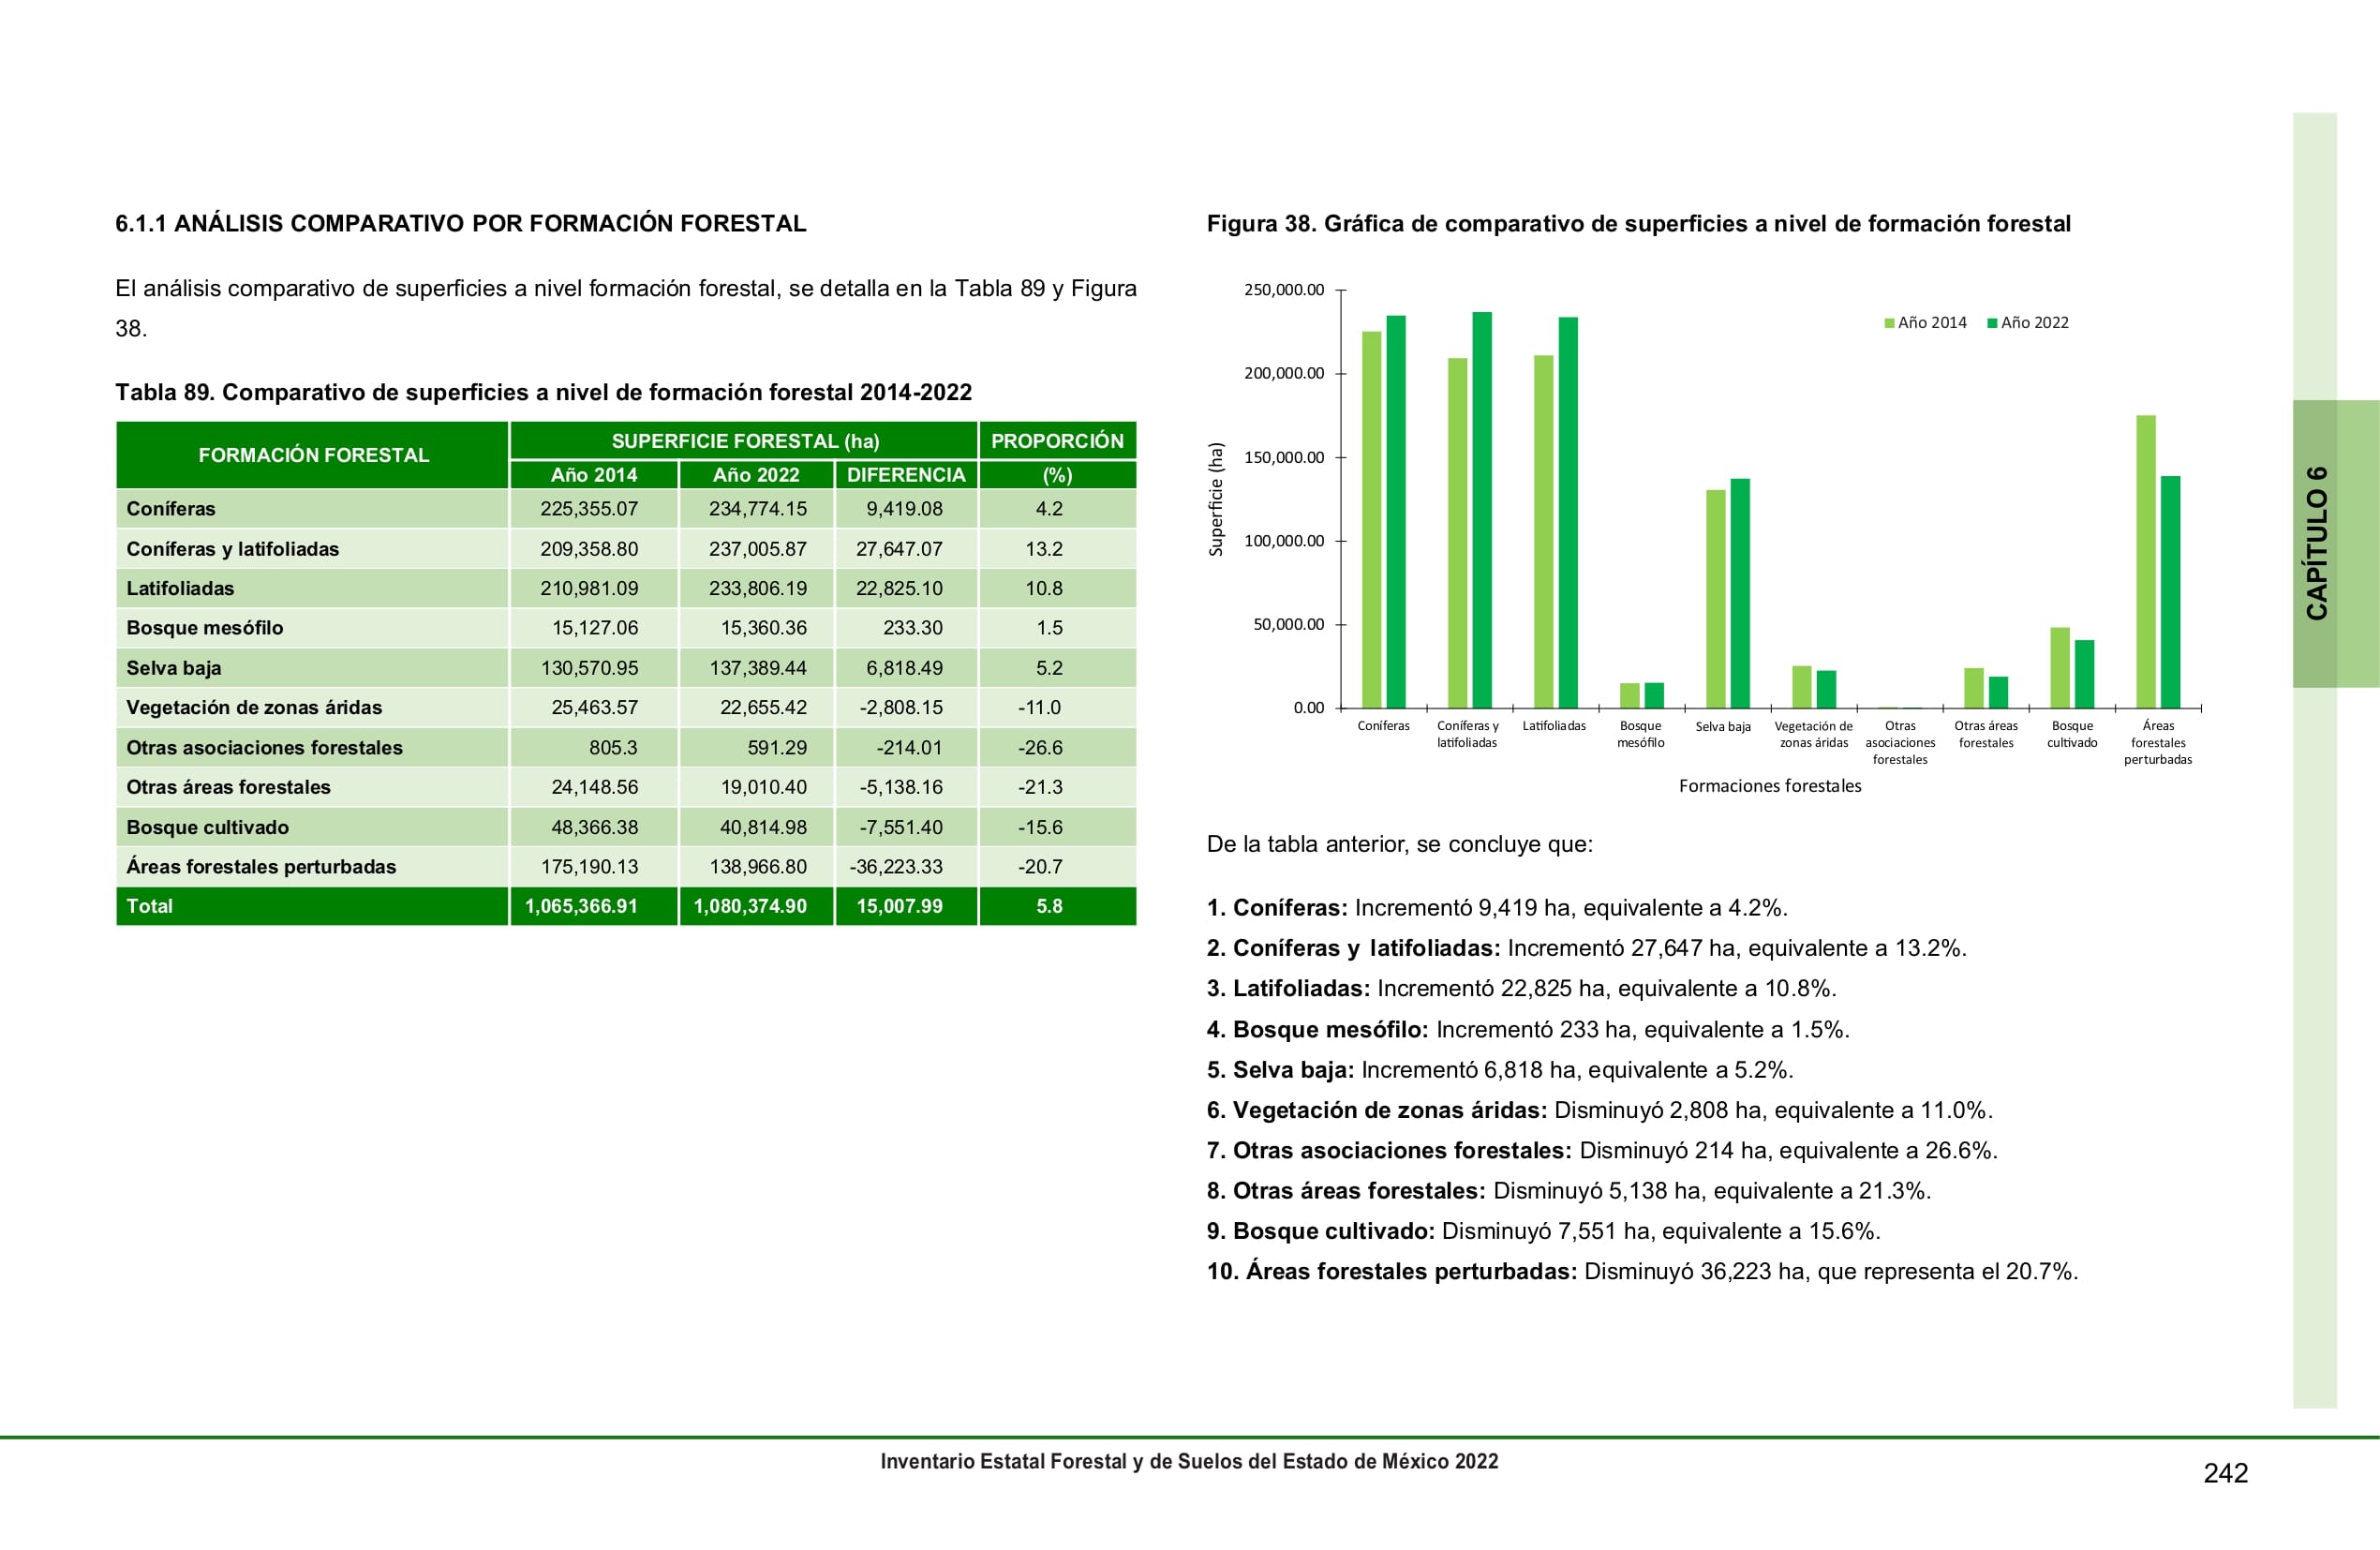 6.1.1 ANÁLISIS COMPARATIVO POR FORMACIÓN FORESTAL
El análisis comparativo de superficies a nivel formación forestal, se detalla en la Tabla 89 y Figura
38.
Tabla 89. Comparativo de superficies a nivel de formación forestal 2014-2022
FORMACIÓN FORESTAL SUPERFICIE FORESTAL (ha) PROPORCIÓN
Año 2014 Año 2022 DIFERENCIA (%)
Coníferas 225,355.07 234,774.15 9,419.08 4.2
Coníferas y latifoliadas 209,358.80 237,005.87 27,647.07 13.2
Latifoliadas 210,981.09 233,806.19 22,825.10 10.8
Bosque mesófilo 15,127.06 15,360.36 233.30 1.5
Selva baja 130,570.95 137,389.44 6,818.49 5.2
Vegetación de zonas áridas 25,463.57 22,655.42 -2,808.15 -11.0
Otras asociaciones forestales 805.3 591.29 -214.01 -26.6
Otras áreas forestales 24,148.56 19,010.40 -5,138.16 -21.3
Bosque cultivado 48,366.38 40,814.98 -7,551.40 -15.6
Áreas forestales perturbadas 175,190.13 138,966.80 -36,223.33 -20.7
Total 1,065,366.91 1,080,374.90 15,007.99 5.8
Figura 38. Gráfica de comparativo de superficies a nivel de formación forestal
250,000.00
200,000.00
150,000.00
100,000.00
50,000.00
0.00
Superficie (ha)
Año 2014 Año 2022
Coníferas Coníferas y Latifoliadas Bosque Selva baja Vegetación de Otras Otras áreas Bosque Áreas
latifoliadas mesófilo zonas áridas asociaciones forestales cultivado forestales
forestales perturbadas
Formaciones forestales
De la tabla anterior, se concluye que:
1. Coníferas: Incrementó 9,419 ha, equivalente a 4.2%.
2. Coníferas y latifoliadas: Incrementó 27,647 ha, equivalente a 13.2%.
3. Latifoliadas: Incrementó 22,825 ha, equivalente a 10.8%.
4. Bosque mesófilo: Incrementó 233 ha, equivalente a 1.5%.
5. Selva baja: Incrementó 6,818 ha, equivalente a 5.2%.
6. Vegetación de zonas áridas: Disminuyó 2,808 ha, equivalente a 11.0%.
7. Otras asociaciones forestales: Disminuyó 214 ha, equivalente a 26.6%.
8. Otras áreas forestales: Disminuyó 5,138 ha, equivalente a 21.3%.
9. Bosque cultivado: Disminuyó 7,551 ha, equivalente a 15.6%.
10. Áreas forestales perturbadas: Disminuyó 36,223 ha, que representa el 20.7%.
CAPÍTULO 6
Inventario Estatal Forestal y de Suelos del Estado de México 2022
242